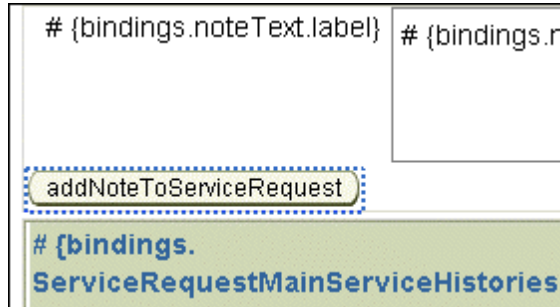 # {bindings.noteText.label}
# {bindings.
addNoteToServiceRequest
# {bindings.
ServiceRequestMainServiceHistories